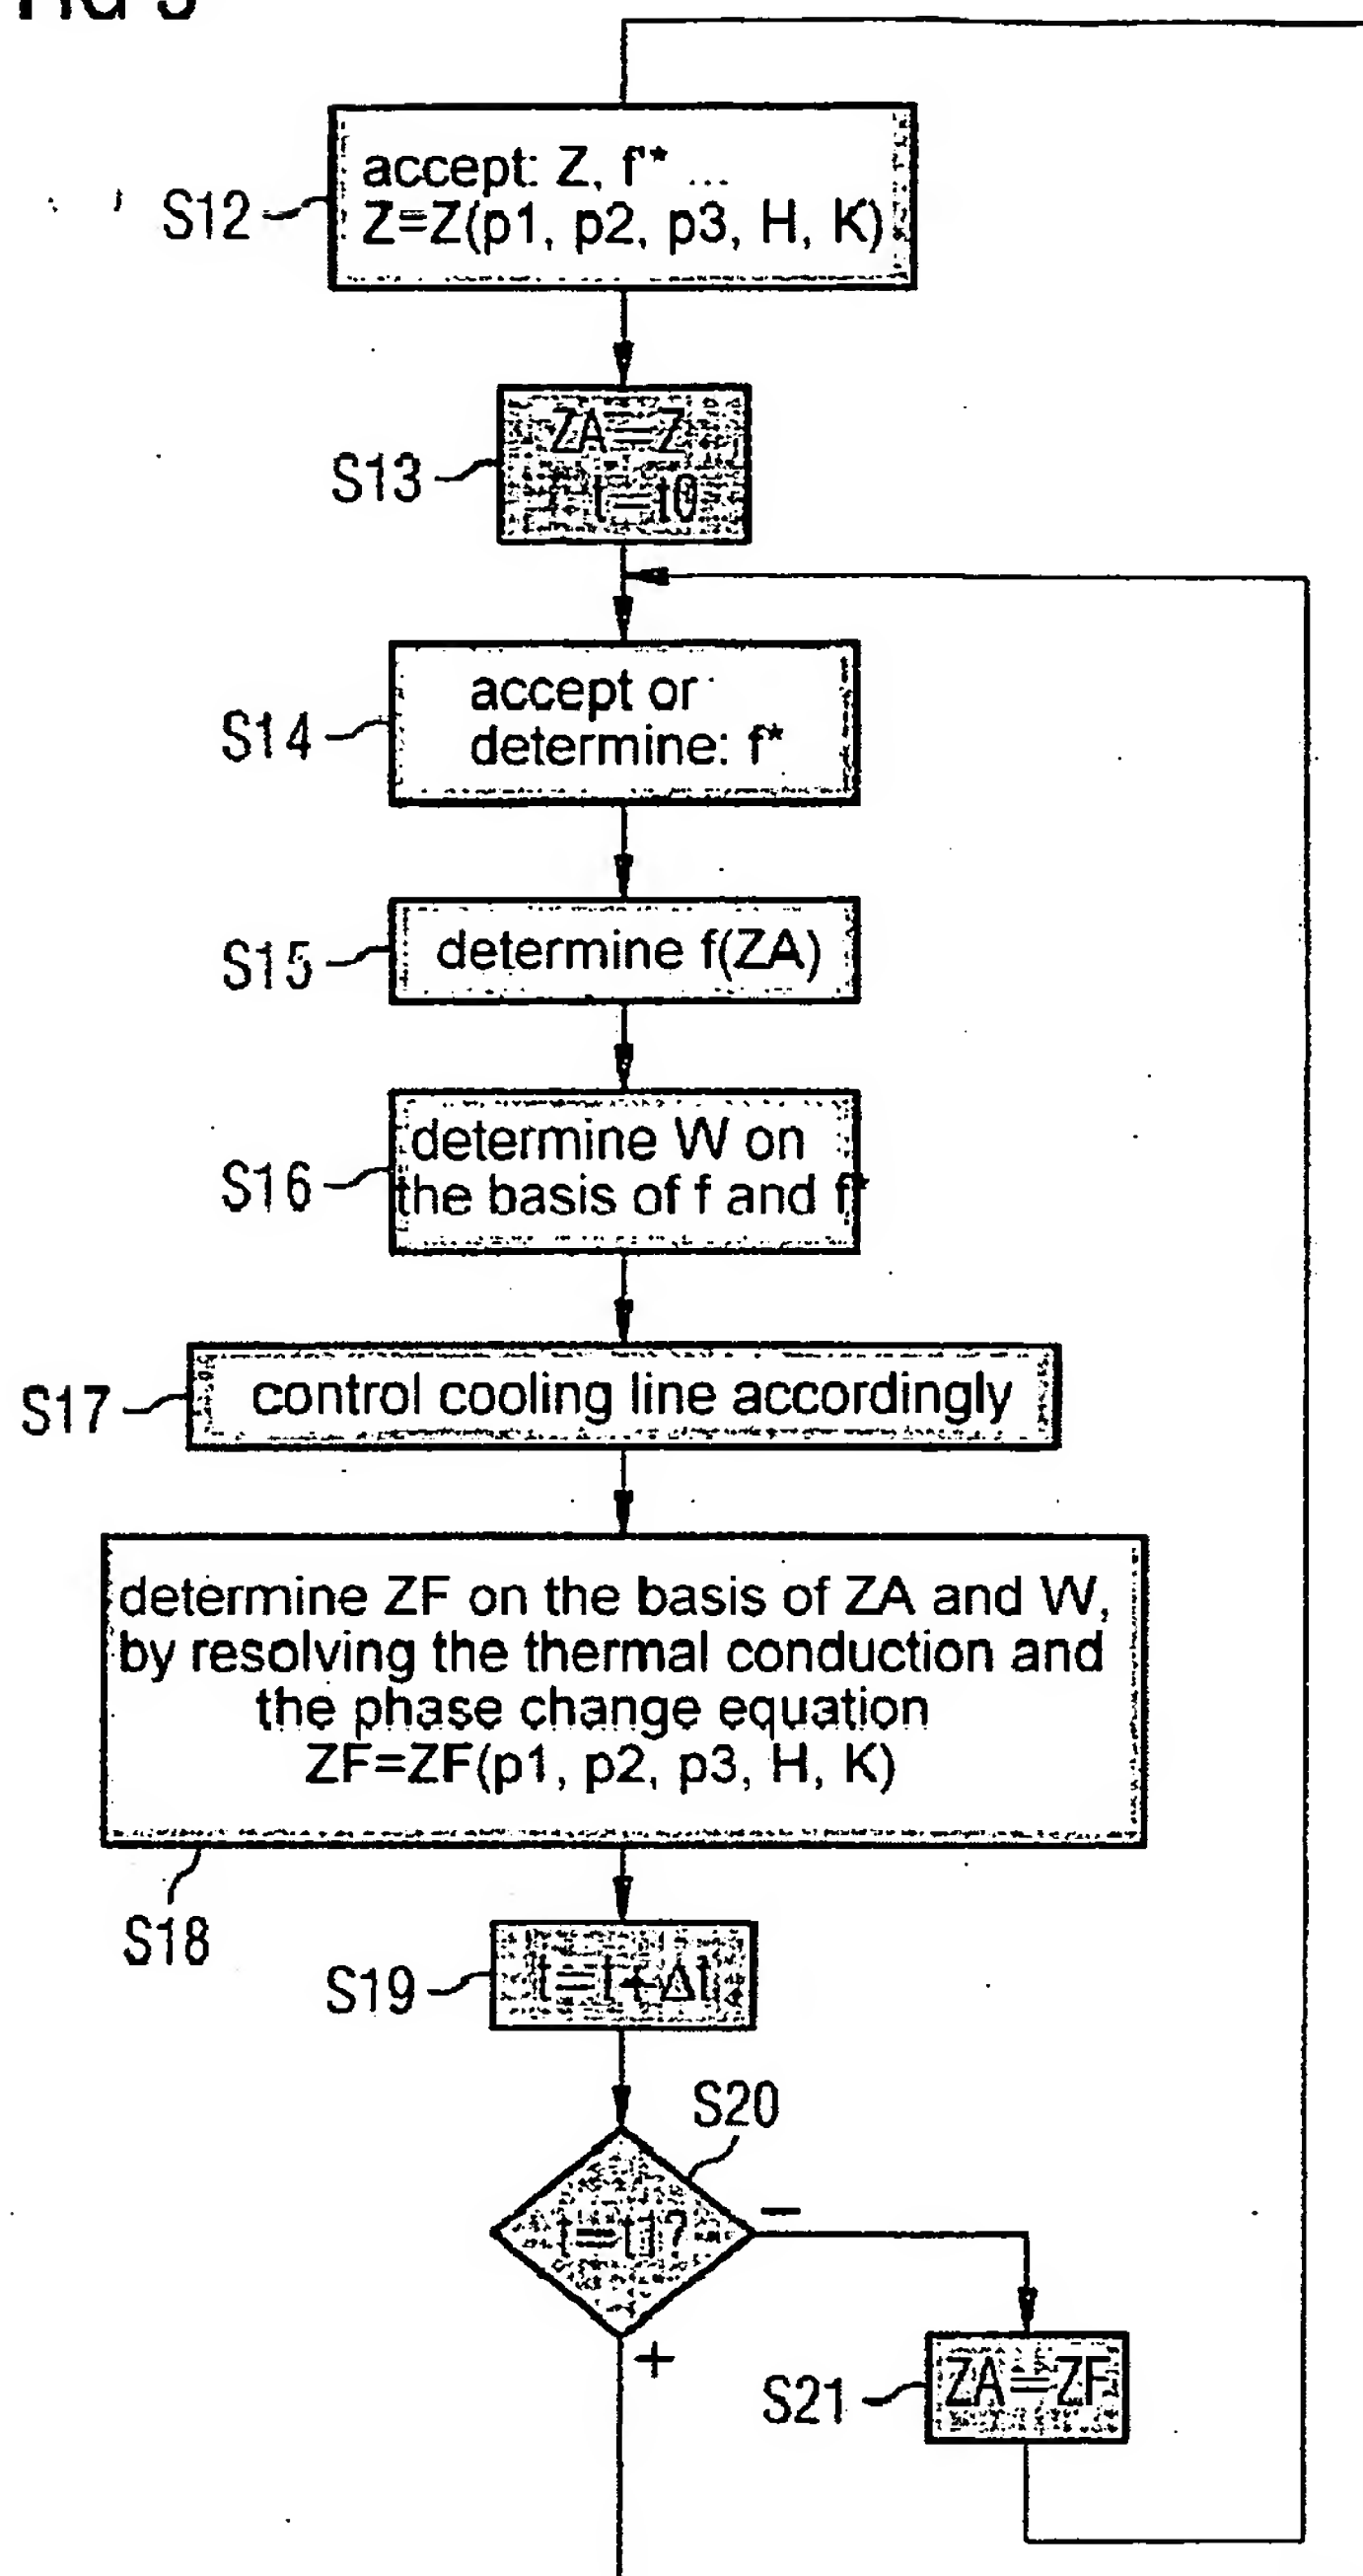 S12
accept: Z, f* ...
Z=Z(p1, p2, p3, H, K)
S13
ZA=Z
t=t0
S14
accept or
determine: f*
S15
determine f(ZA)
S16
determine W on
the basis of f and f*
S17
control cooling line accordingly
determine ZF on the basis of ZA and W,
by resolving the thermal conduction and
the phase change equation
ZF=ZF(p1, p2, p3, H, K)
S18
S19
t=t+Δt
S20
t=t1?
−
+
S21
ZA=ZF